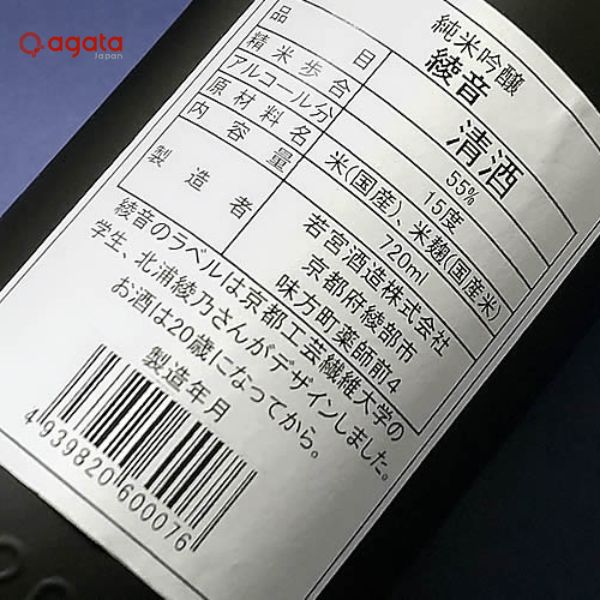 agata
Japan
純米吟醸
綾音
品目 清酒
精米歩合 55%
アルコール分 15度
原材料名 米(国産)、米麹(国産米)
内容量 720ml
製造者 若宮酒造株式会社
京都府綾部市
味方町薬師前4
綾音のラベルは京都工芸繊維大学の
学生、北浦綾乃さんがデザインしました。
お酒は20歳になってから。
製造年月
4 939820 600076